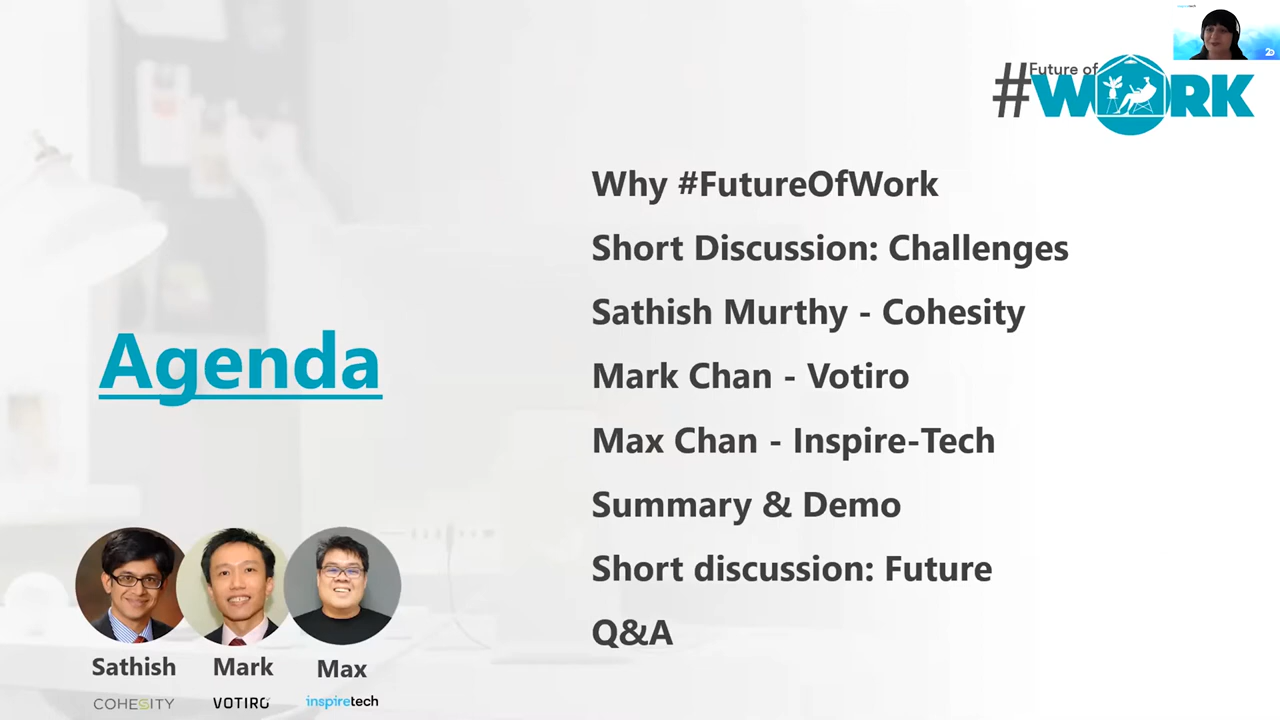 inspiretech
#Future of
WORK
Why #FutureOfWork
Short Discussion: Challenges
Sathish Murthy - Cohesity
Mark Chan - Votiro
Max Chan - Inspire-Tech
Summary & Demo
Short discussion: Future
Q&A
Agenda
Sathish
Mark
Max
COHESITY
VOTIRO
inspiretech